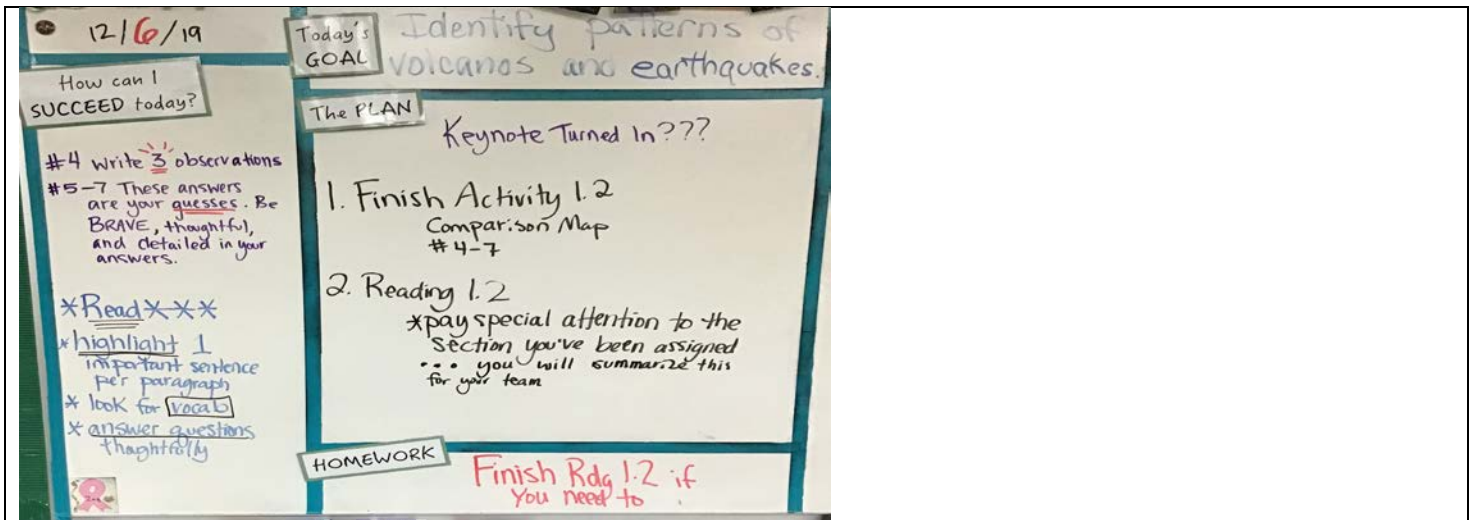 12/6/19
Today's
GOAL
Identify patterns of
volcanos and earthquakes.
How can I
SUCCEED today?
#4 write 3 observations
#5-7 These answers
are your guesses. Be
BRAVE, thoughtful,
and detailed in your
answers.
*Read***
*highlight 1
important sentence
per paragraph
* look for vocab
* answer questions
thoghtfully
The PLAN
Keynote Turned In???
1. Finish Activity 1.2
Comparison Map
#4-7
2. Reading 1.2
*pay special attention to the
section you've been assigned
... you will summarize this
for your team
HOMEWORK
Finish Rdg 1.2 if
you need to